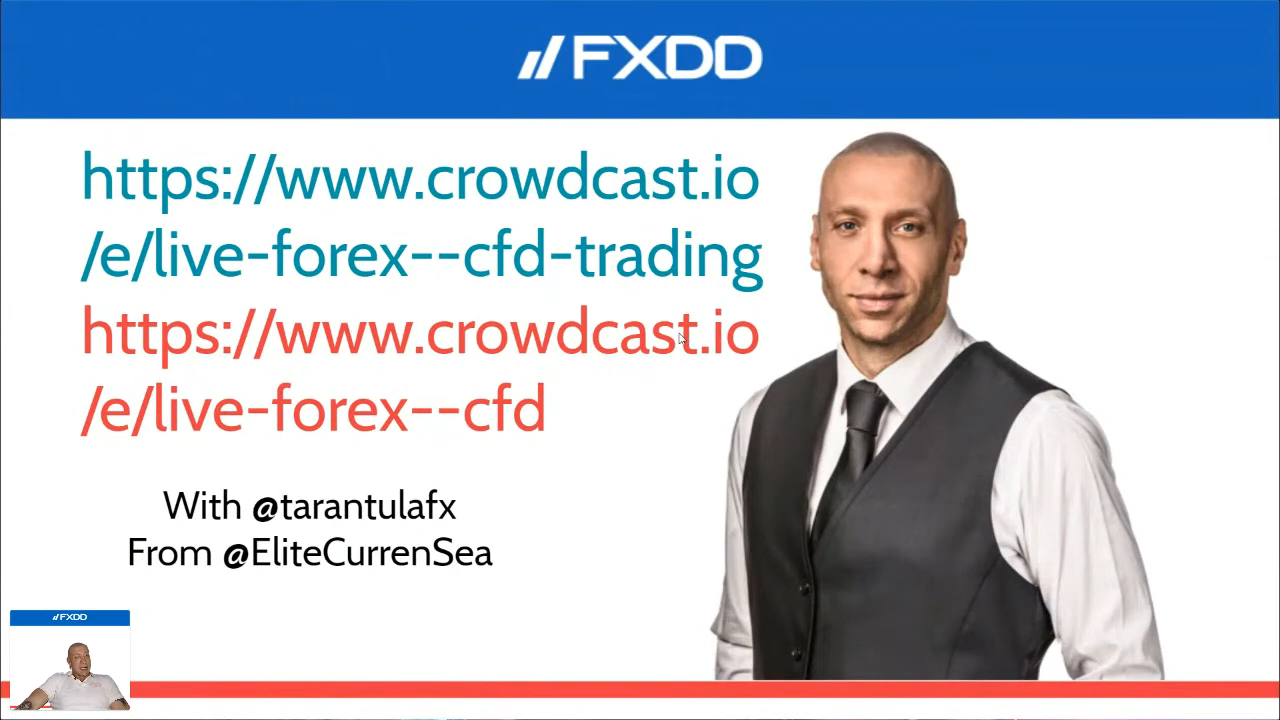 FXDD
https://www.crowdcast.io
/e/live-forex--cfd-trading
https://www.crowdcast.io
/e/live-forex--cfd
With @tarantulafx
From @EliteCurrenSea
FXDD